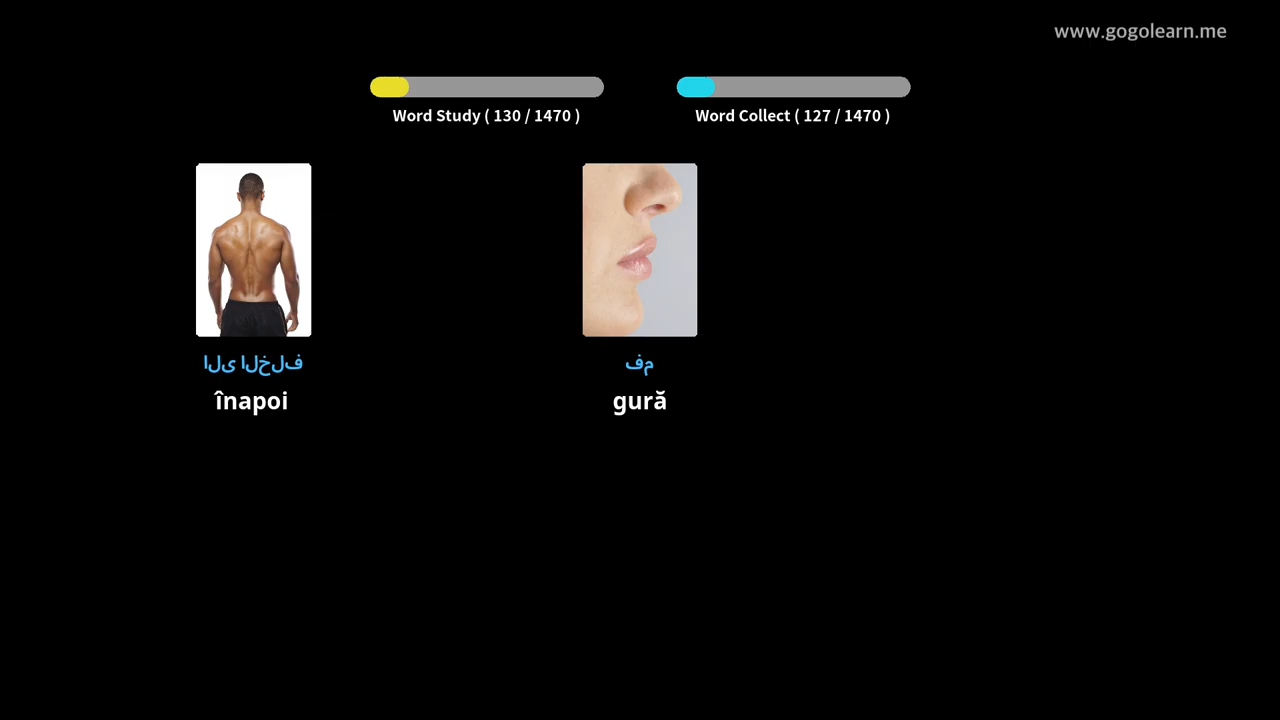 www.gogolearn.me
Word Study ( 130 / 1470 )
Word Collect ( 127 / 1470 )
الى الخلف
فم
înapoi
gură